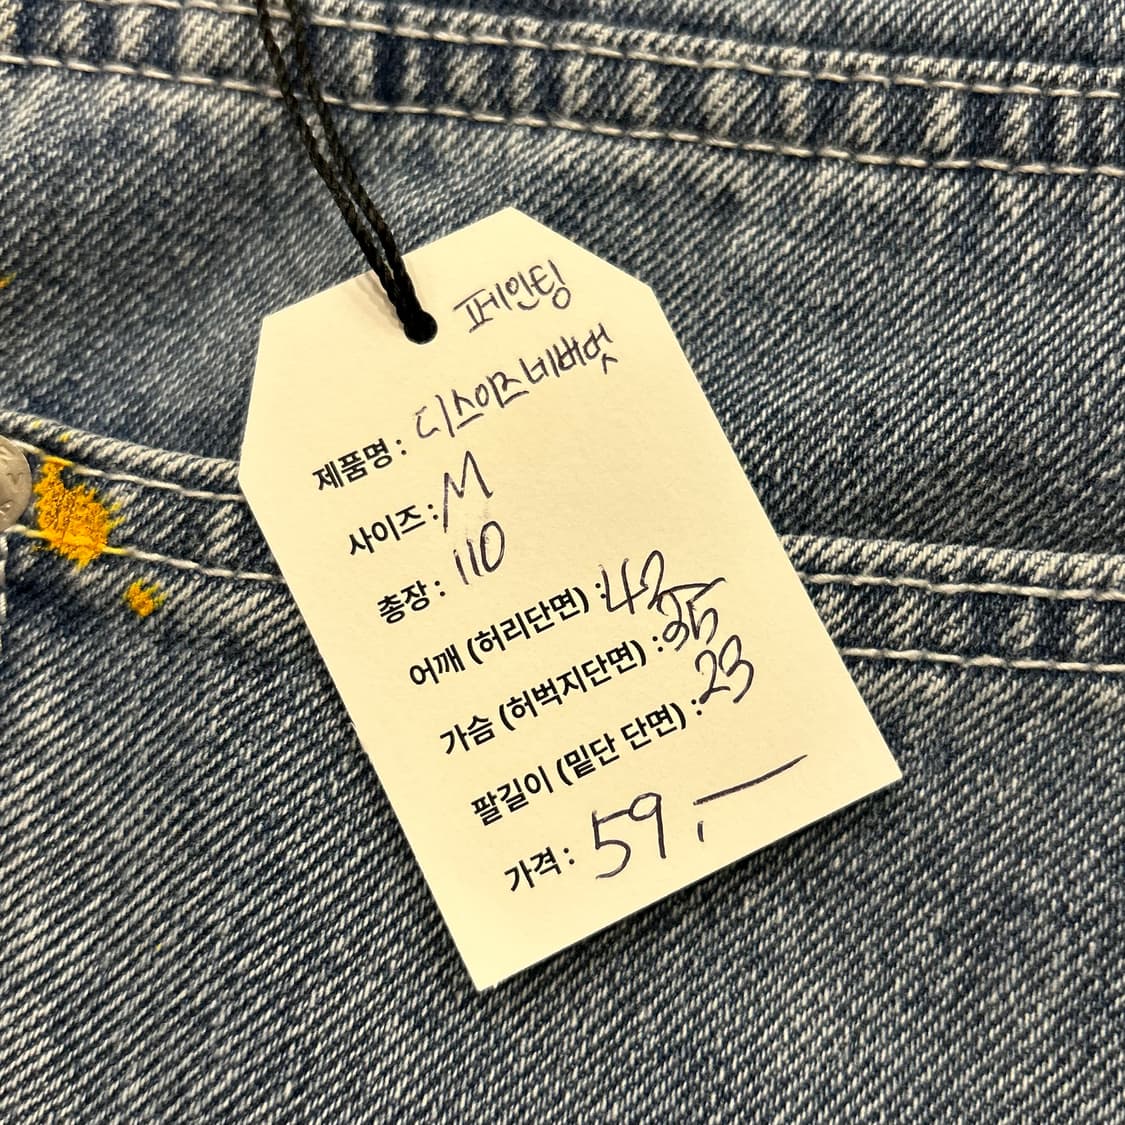 페인팅
제품명 : 디스이즈네버댓
사이즈 : M
총장 : 110
어깨 (허리단면) : 42
가슴 (허벅지단면) : 35
팔길이 (밑단 단면) : 23
가격 : 59,-